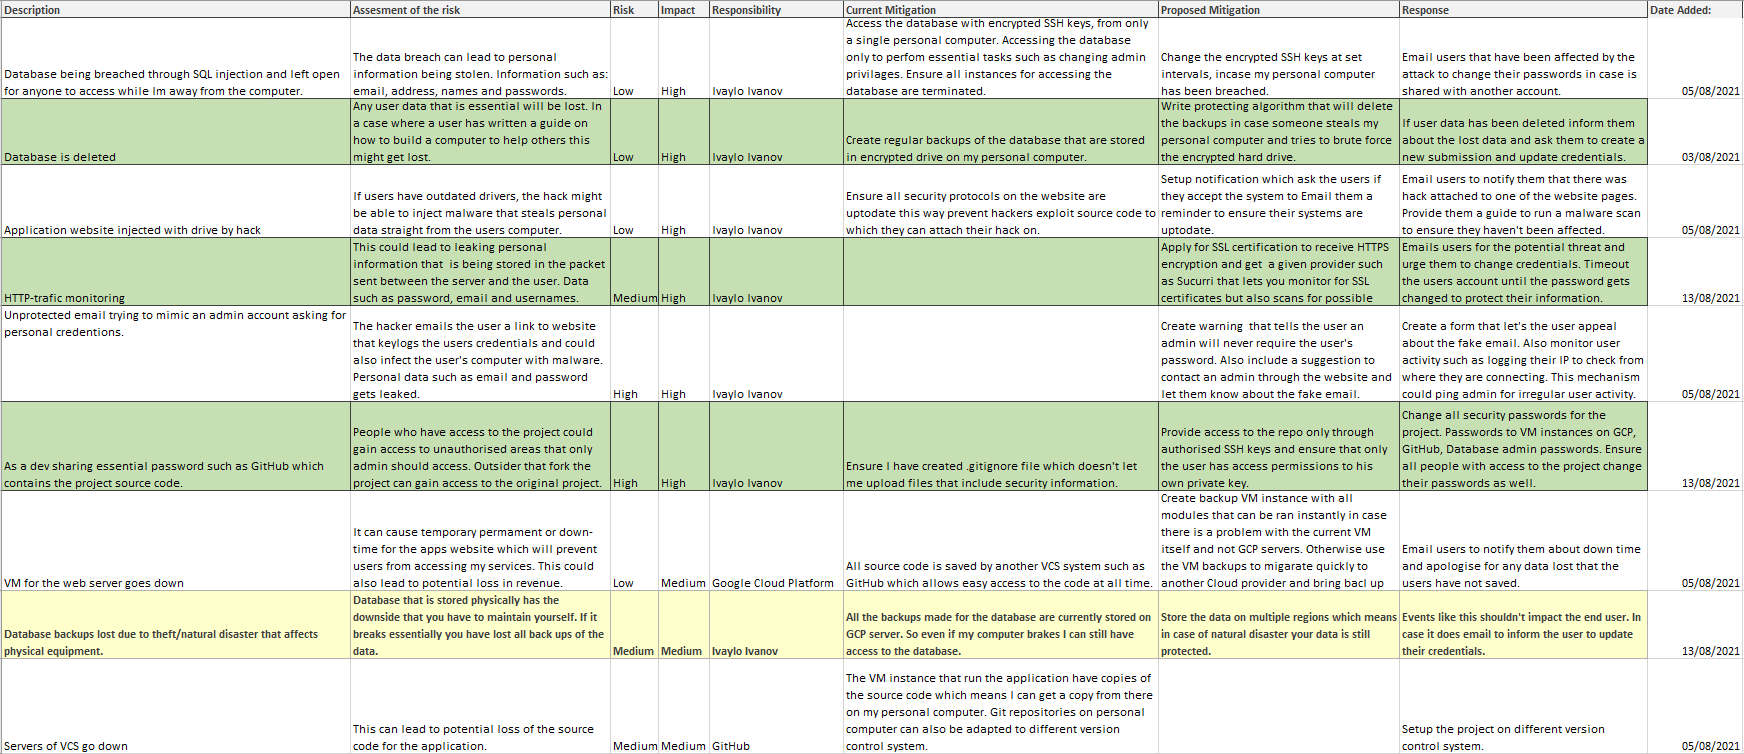 Description	Assesment of the risk	Risk	Impact	Responsibility	Current Mitigation	Proposed Mitigation	Response	Date Added:
Database being breached through SQL injection and left open
for anyone to access while Im away from the computer.
The data breach can lead to personal
information being stolen. Information such as:
email, address, names and passwords.
Low
High
Ivaylo Ivanov
Access the database with encrypted SSH keys, from only
a single personal computer. Accessing the database
only to perfom essential tasks such as changing admin
privilages. Ensure all instances for accessing the
database are terminated.
Change the encrypted SSH keys at set
intervals, incase my personal computer
has been breached.
Email users that have been affected by the
attack to change their passwords in case is
shared with another account.
05/08/2021
Database is deleted
Any user data that is essential will be lost. In
a case where a user has written a guide on
how to build a computer to help others this
might get lost.
Low
High
Ivaylo Ivanov
Create regular backups of the database that are stored
in encrypted drive on my personal computer.
Write protecting algorithm that will delete
the backups in case someone steals my
personal computer and tries to brute force
the encrypted hard drive.
If user data has been deleted inform them
about the lost data and ask them to create a
new submission and update credentials.
03/08/2021
Application website injected with drive by hack
If users have outdated drivers, the hack might
be able to inject malware that steals personal
data straight from the users computer.
Low
High
Ivaylo Ivanov
Ensure all security protocols on the website are
uptodate this way prevent hackers exploit source code to
which they can attach their hack on.
Setup notification which ask the users if
they accept the system to Email them a
reminder to ensure their systems are
uptodate.
Email users to notify them that there was
hack attached to one of the website pages.
Provide them a guide to run a malware scan
to ensure they haven't been affected.
05/08/2021
HTTP-trafic monitoring
This could lead to leaking personal
information that  is being stored in the packet
sent between the server and the user. Data
such as password, email and usernames.
Medium
High
Ivaylo Ivanov
Apply for SSL certification to receive HTTPS
encryption and get  a given provider such
as Sucurri that lets you monitor for SSL
certificates but also scans for possible
Emails users for the potential threat and
urge them to change credentials. Timeout
the users account until the password gets
changed to protect their information.
13/08/2021
Unprotected email trying to mimic an admin account asking for
personal credentions.
The hacker emails the user a link to website
that keylogs the users credentials and could
also infect the user's computer with malware.
Personal data such as email and password
gets leaked.
High
High
Ivaylo Ivanov
Create warning  that tells the user an
admin will never require the user's
password. Also include a suggestion to
contact an admin through the website and
let them know about the fake email.
Create a form that let's the user appeal
about the fake email. Also monitor user
activity such as logging their IP to check from
where they are connecting. This mechanism
could ping admin for irregular user activity.
05/08/2021
As a dev sharing essential password such as GitHub which
contains the project source code.
People who have access to the project could
gain access to unauthorised areas that only
admin should access. Outsider that fork the
project can gain access to the original project.
High
High
Ivaylo Ivanov
Ensure I have created .gitignore file which doesn't let
me upload files that include security information.
Provide access to the repo only through
authorised SSH keys and ensure that only
the user has access permissions to his
own private key.
Change all security passwords for the
project. Passwords to VM instances on GCP,
GitHub, Database admin passwords. Ensure
all people with access to the project change
their passwords as well.
13/08/2021
VM for the web server goes down
It can cause temporary permament or down-
time for the apps website which will prevent
users from accessing my services. This could
also lead to potential loss in revenue.
Low
Medium
Google Cloud Platform
All source code is saved by another VCS system such as
GitHub which allows easy access to the code at all time.
Create backup VM instance with all
modules that can be ran instantly in case
there is a problem with the current VM
itself and not GCP servers. Otherwise use
the VM backups to migarate quickly to
another Cloud provider and bring bacl up
Email users to notify them about down time
and apologise for any data lost that the
users have not saved.
05/08/2021
Database backups lost due to theft/natural disaster that affects
physical equipment.
Database that is stored physically has the
downside that you have to maintain yourself. If it
breaks essentially you have lost all back ups of the
data.
Medium
Medium
Ivaylo Ivanov
All the backups made for the database are currently stored on
GCP server. So even if my computer brakes I can still have
access to the database.
Store the data on multiple regions which means
in case of natural disaster your data is still
protected.
Events like this shouldn't impact the end user. In
case it does email to inform the user to update
their credentials.
13/08/2021
Servers of VCS go down
This can lead to potential loss of the source
code for the application.
Medium
Medium
GitHub
The VM instance that run the application have copies of
the source code which means I can get a copy from there
on my personal computer. Git repositories on personal
computer can also be adapted to different version
control system.
Setup the project on different version
control system.
05/08/2021